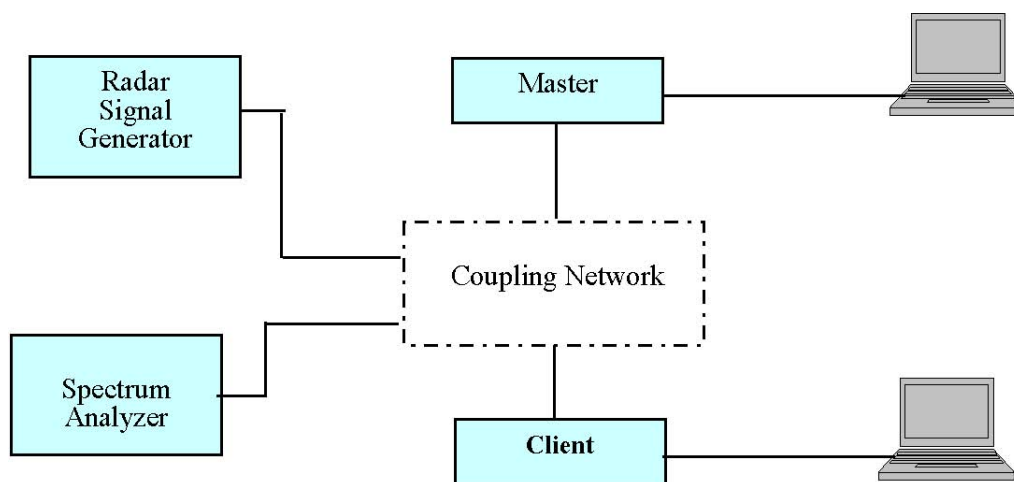 Radar
Signal
Generator
Master
Coupling Network
Spectrum
Analyzer
Client